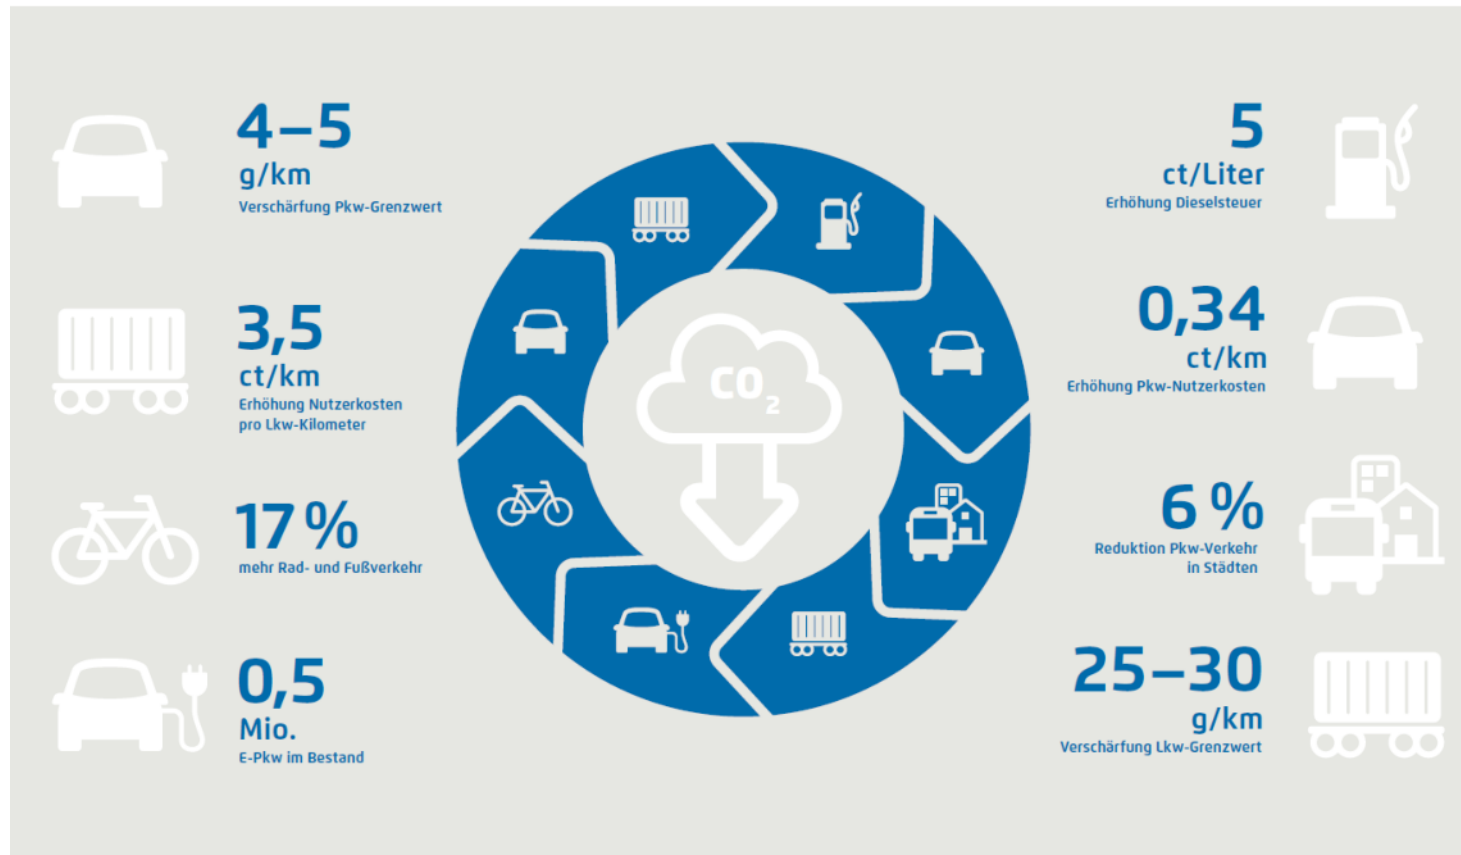 4–5
g/km
Verschärfung Pkw-Grenzwert
3,5
ct/km
Erhöhung Nutzerkosten
pro Lkw-Kilometer
17 %
mehr Rad- und Fußverkehr
0,5
Mio.
E-Pkw im Bestand
CO₂
5
ct/Liter
Erhöhung Dieselsteuer
0,34
ct/km
Erhöhung Pkw-Nutzerkosten
6 %
Reduktion Pkw-Verkehr
in Städten
25–30
g/km
Verschärfung Lkw-Grenzwert